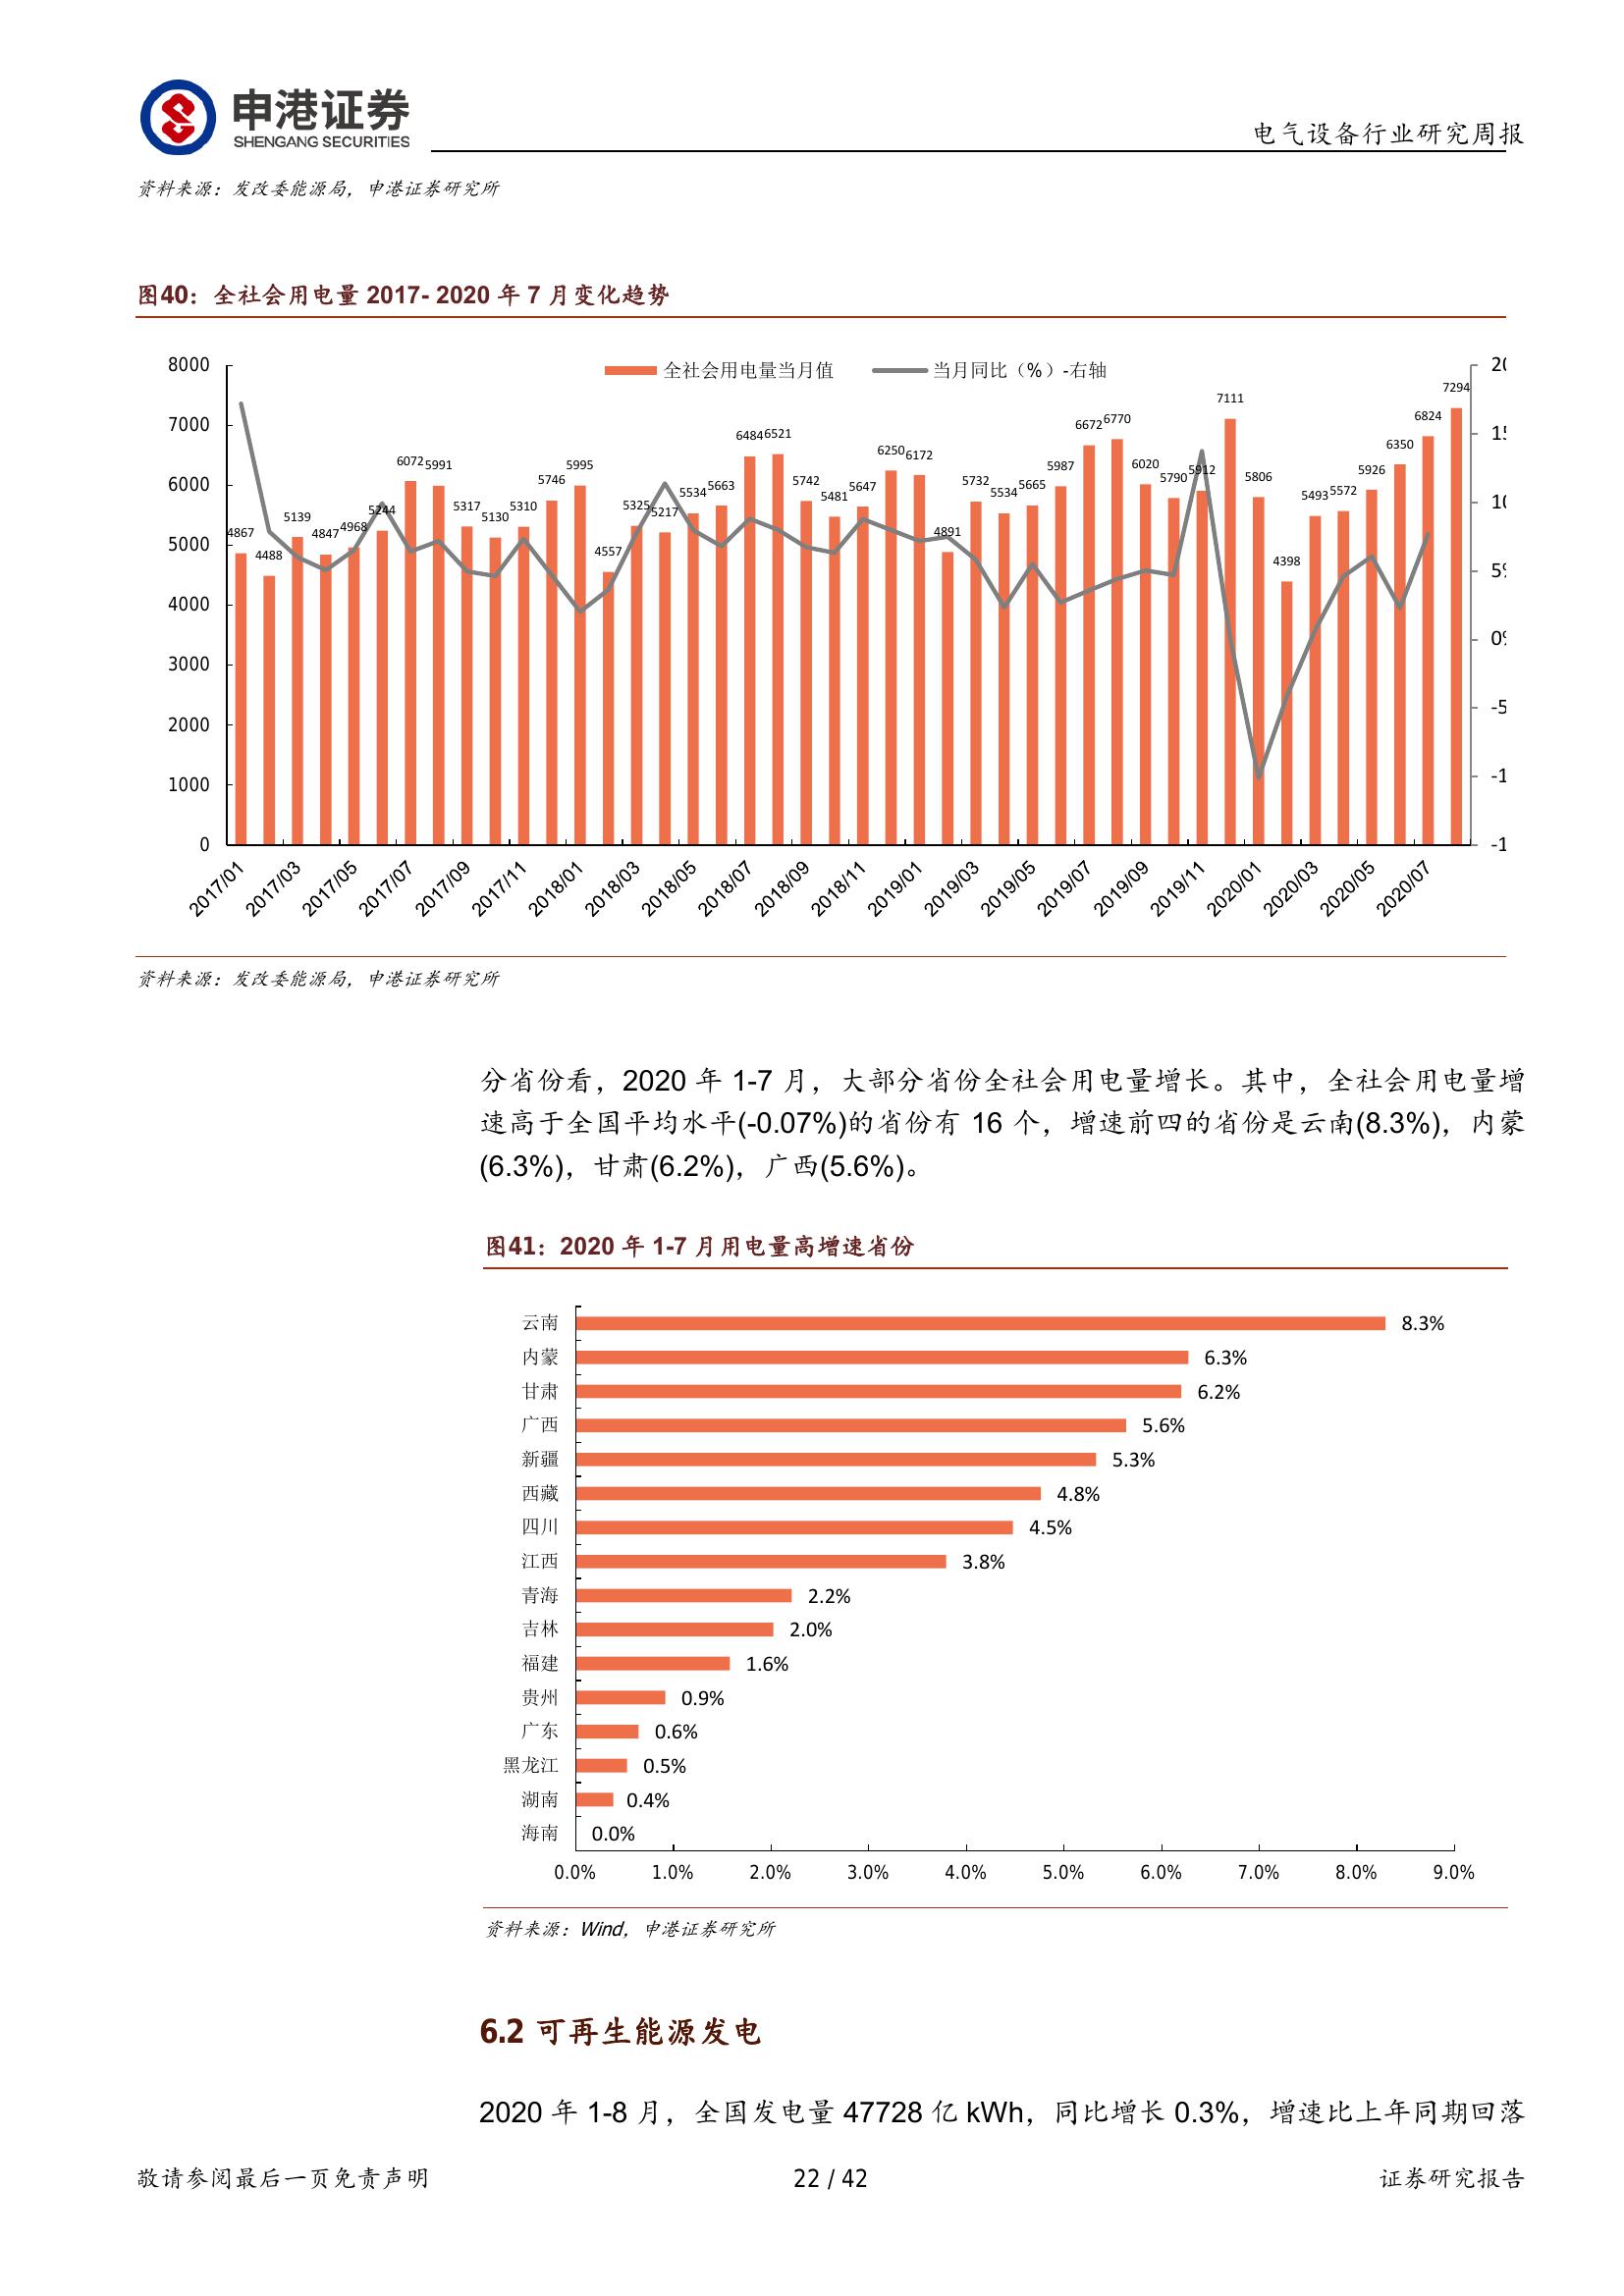 申港证券
SHENGANG SECURITIES
电气设备行业研究周报
资料来源：发改委能源局，申港证券研究所
图40：全社会用电量 2017- 2020 年 7 月变化趋势
全社会用电量当月值 当月同比（%）-右轴
8000
7000
6000
5000
4000
3000
2000
1000
0
4867 4488 5139 4847 4968 5244 6072 5991 5317 5130 5310 5746 5995 4557 5325 5217 5534 5663 6484 6521 5742 5481 5647 6250 6172 4891 5732 5534 5665 5987 6672 6770 6020 5790 5912 7111 5806 4398 5493 5572 5926 6350 6824 7294
0%
-5
-1
-1
2017/01 2017/03 2017/05 2017/07 2017/09 2017/11 2018/01 2018/03 2018/05 2018/07 2018/09 2018/11 2019/01 2019/03 2019/05 2019/07 2019/09 2019/11 2020/01 2020/03 2020/05 2020/07
资料来源：发改委能源局，申港证券研究所
分省份看，2020 年 1-7 月，大部分省份全社会用电量增长。其中，全社会用电量增
速高于全国平均水平(-0.07%)的省份有 16 个，增速前四的省份是云南(8.3%)，内蒙
(6.3%)，甘肃(6.2%)，广西(5.6%)。
图41：2020 年 1-7 月用电量高增速省份
云南 8.3%
内蒙 6.3%
甘肃 6.2%
广西 5.6%
新疆 5.3%
西藏 4.8%
四川 4.5%
江西 3.8%
青海 2.2%
吉林 2.0%
福建 1.6%
贵州 0.9%
广东 0.6%
黑龙江 0.5%
湖南 0.4%
海南 0.0%
0.0% 1.0% 2.0% 3.0% 4.0% 5.0% 6.0% 7.0% 8.0% 9.0%
资料来源：Wind，申港证券研究所
6.2 可再生能源发电
2020 年 1-8 月，全国发电量 47728 亿 kWh，同比增长 0.3%，增速比上年同期回落
敬请参阅最后一页免责声明 22 / 42 证券研究报告